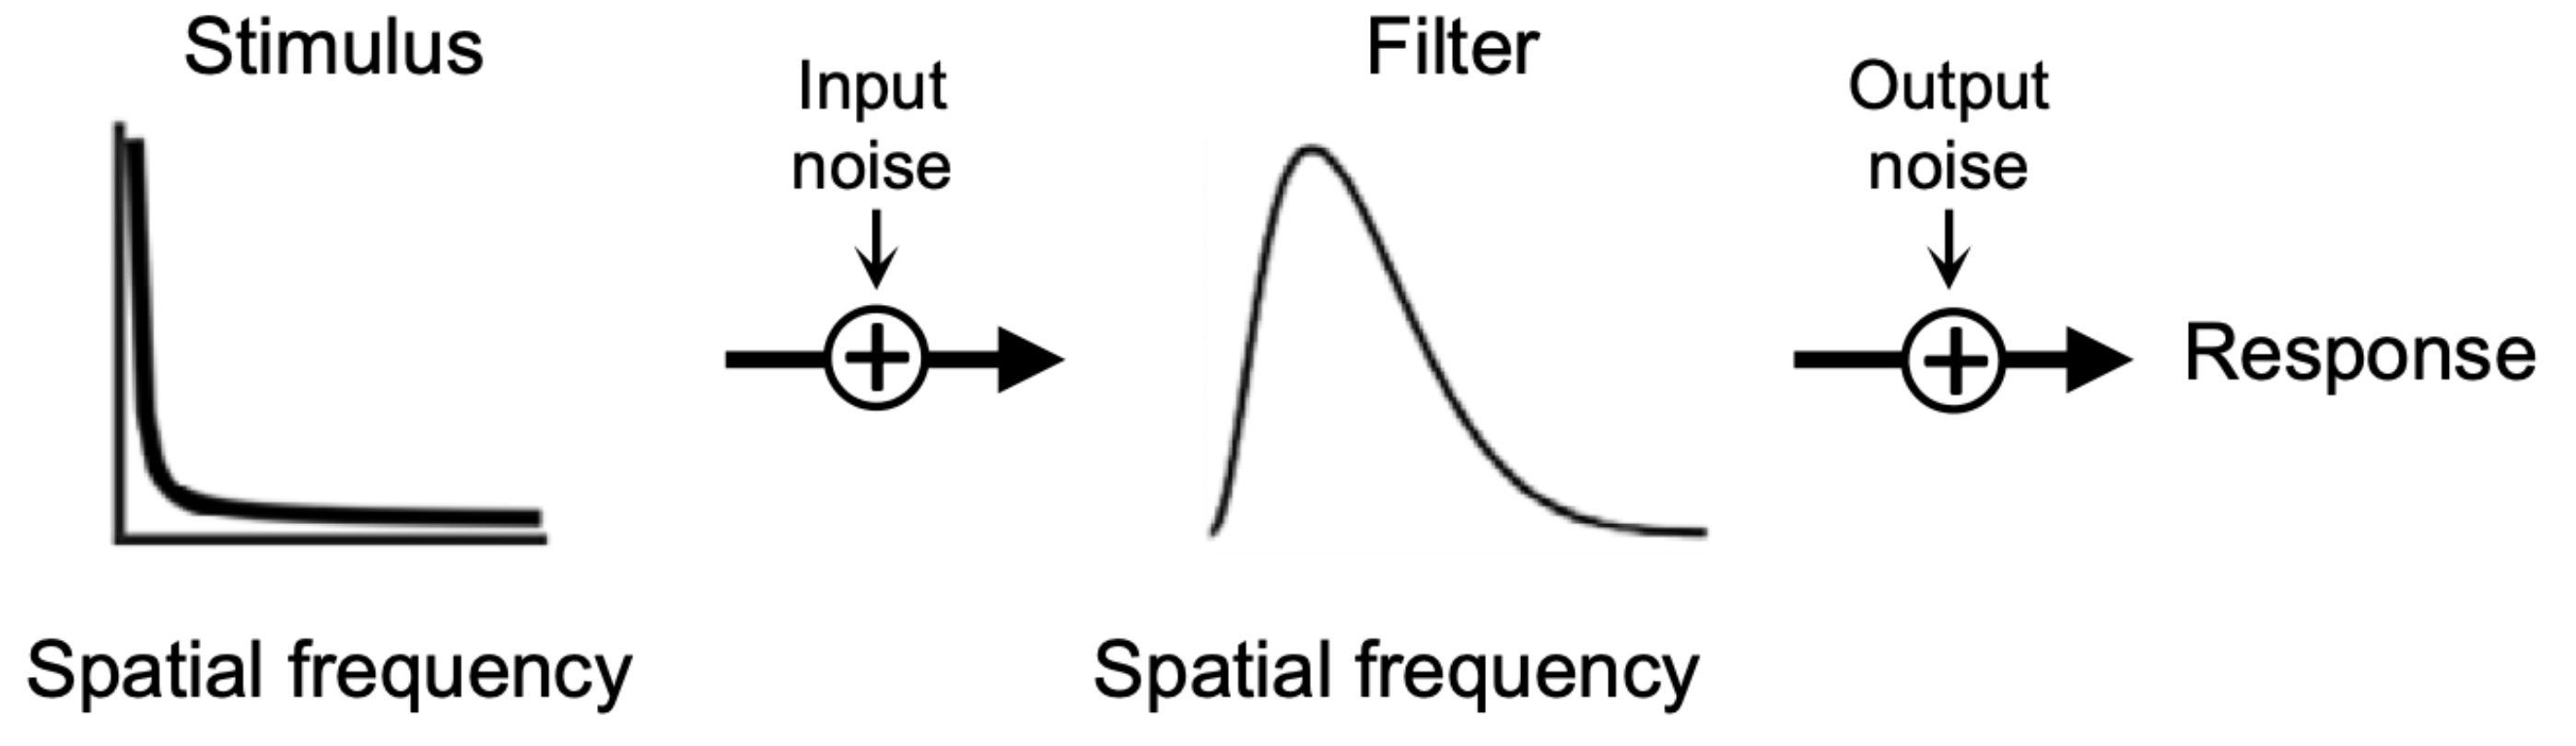 Stimulus
Input
noise
Filter
Output
noise
Response
Spatial frequency
Spatial frequency